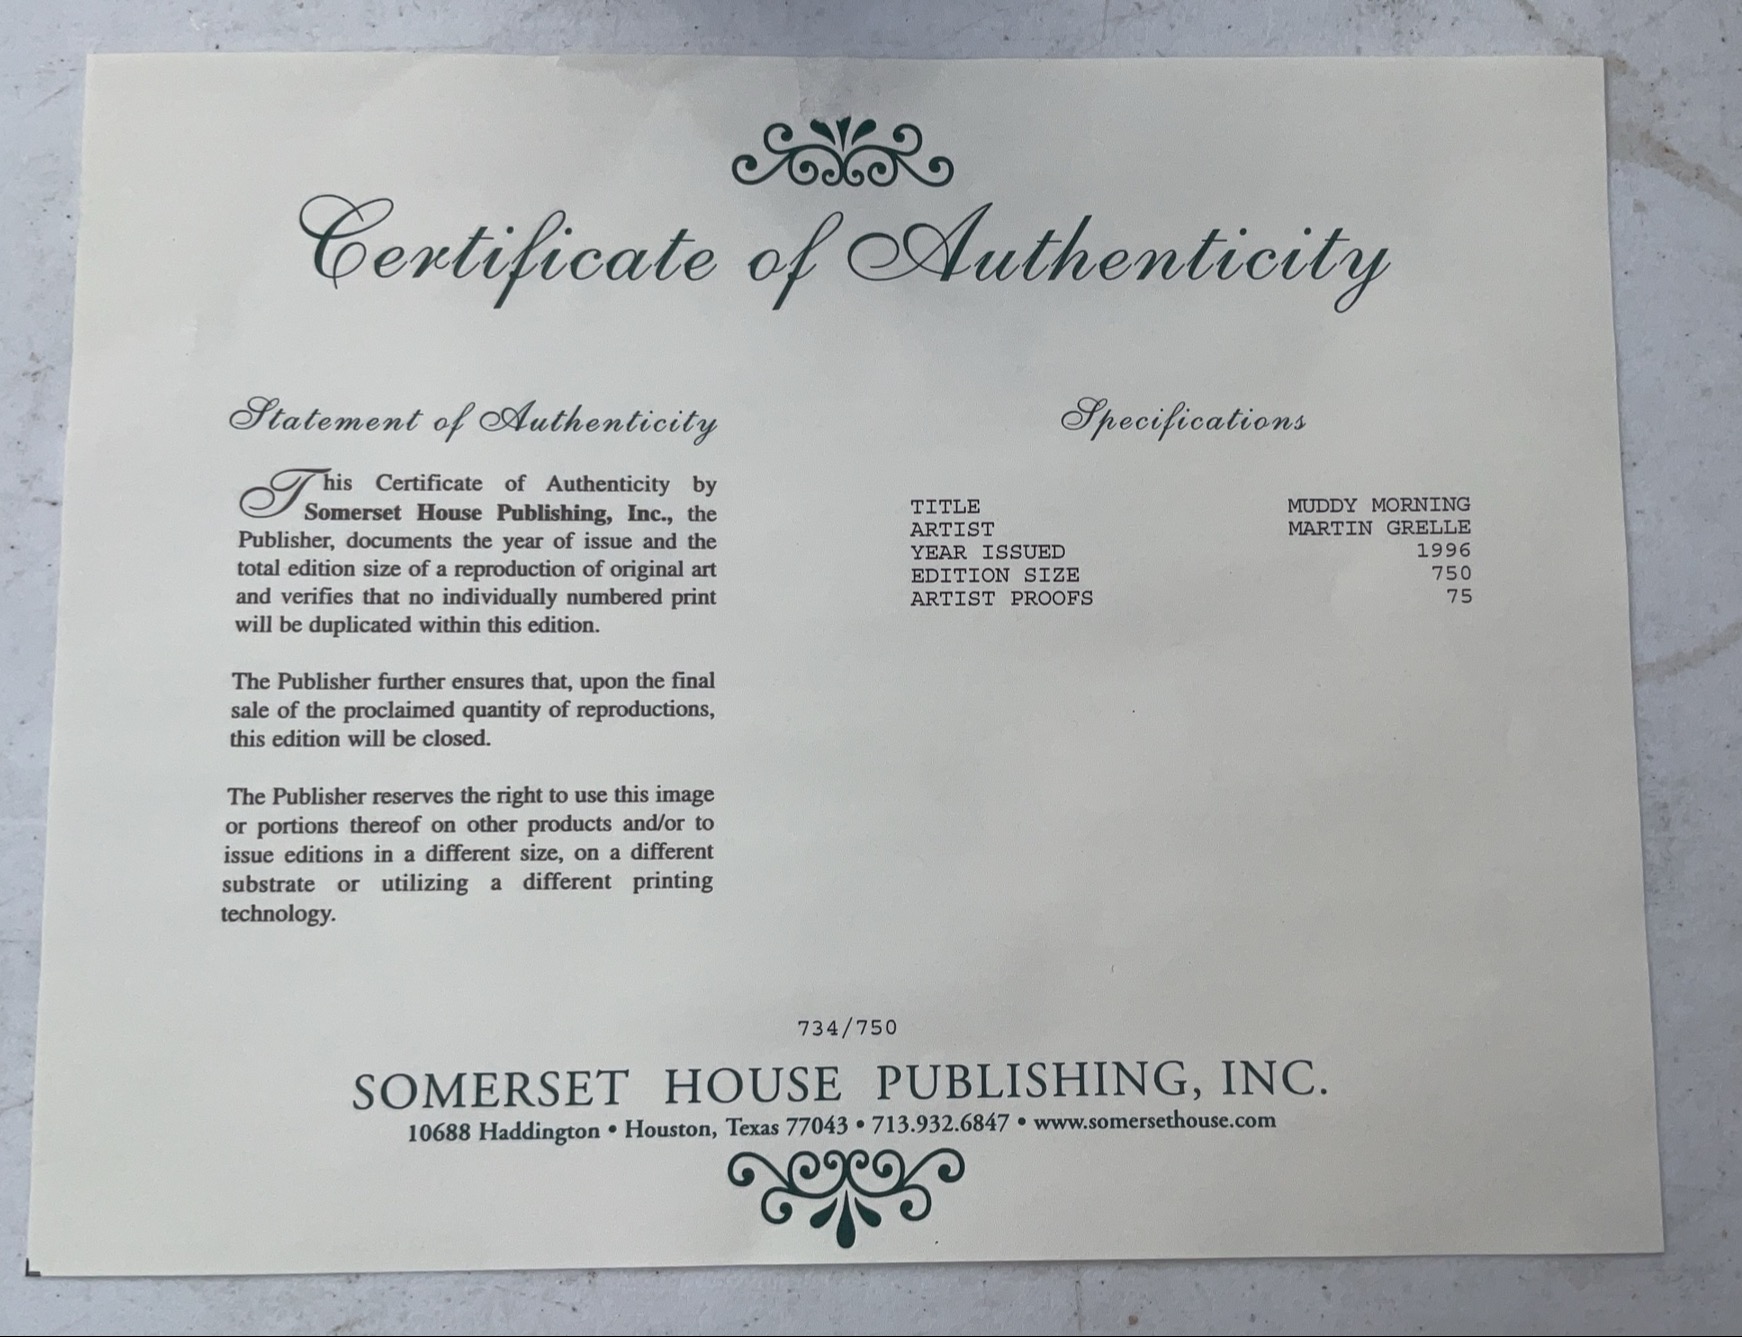 Certificate of Authenticity
Statement of Authenticity
This Certificate of Authenticity by
Somerset House Publishing, Inc., the
Publisher, documents the year of issue and the
total edition size of a reproduction of original art
and verifies that no individually numbered print
will be duplicated within this edition.
The Publisher further ensures that, upon the final
sale of the proclaimed quantity of reproductions,
this edition will be closed.
The Publisher reserves the right to use this image
or portions thereof on other products and/or to
issue editions in a different size, on a different
substrate or utilizing a different printing
technology.
Specifications
TITLE MUDDY MORNING
ARTIST MARTIN GRELLE
YEAR ISSUED 1996
EDITION SIZE 750
ARTIST PROOFS 75
734/750
SOMERSET HOUSE PUBLISHING, INC.
10688 Haddington • Houston, Texas 77043 • 713.932.6847 • www.somersethouse.com